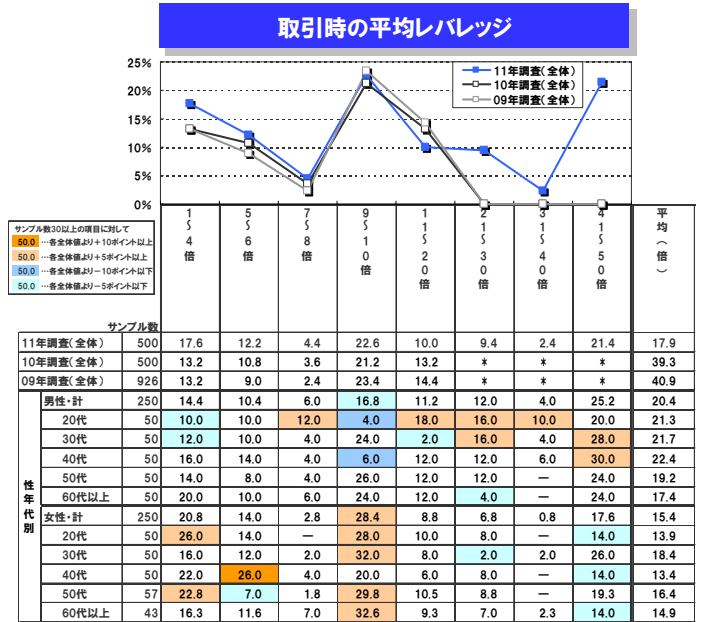 取引時の平均レバレッジ
25%
20%
15%
10%
5%
0%
11年調査(全体)
10年調査(全体)
09年調査(全体)
サンプル数30以上の項目に対して
50.0 …各全体値より+10ポイント以上
50.0 …各全体値より+5ポイント以上
50.0 …各全体値より-10ポイント以下
50.0 …各全体値より-5ポイント以下
サンプル数 1~4倍 5~6倍 7~8倍 9~10倍 11~20倍 21~30倍 31~40倍 41~50倍 平均(倍)
11年調査(全体) 500 17.6 12.2 4.4 22.6 10.0 9.4 2.4 21.4 17.9
10年調査(全体) 500 13.2 10.8 3.6 21.2 13.2 * * * 39.3
09年調査(全体) 926 13.2 9.0 2.4 23.4 14.4 * * * 40.9
性年代別
男性・計 250 14.4 10.4 6.0 16.8 11.2 12.0 4.0 25.2 20.4
20代 50 10.0 10.0 12.0 4.0 18.0 16.0 10.0 20.0 21.3
30代 50 12.0 10.0 4.0 24.0 2.0 16.0 4.0 28.0 21.7
40代 50 16.0 14.0 4.0 6.0 12.0 12.0 6.0 30.0 22.4
50代 50 14.0 8.0 4.0 26.0 12.0 12.0 — 24.0 19.2
60代以上 50 20.0 10.0 6.0 24.0 12.0 4.0 — 24.0 17.4
女性・計 250 20.8 14.0 2.8 28.4 8.8 6.8 0.8 17.6 15.4
20代 50 26.0 14.0 — 28.0 10.0 8.0 — 14.0 13.9
30代 50 16.0 12.0 2.0 32.0 8.0 2.0 2.0 26.0 18.4
40代 50 22.0 26.0 4.0 20.0 6.0 8.0 — 14.0 13.4
50代 57 22.8 7.0 1.8 29.8 10.5 8.8 — 19.3 16.4
60代以上 43 16.3 11.6 7.0 32.6 9.3 7.0 2.3 14.0 14.9